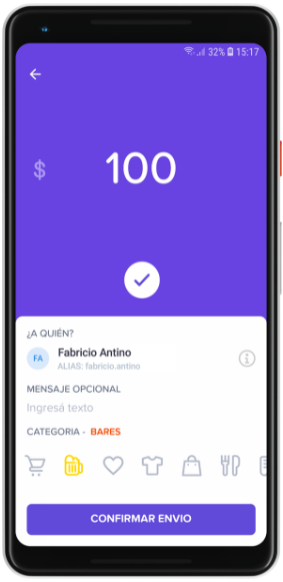 32% 15:17
$ 100
¿A QUIÉN?
FA Fabricio Antino
ALIAS: fabricio.antino
MENSAJE OPCIONAL
Ingresá texto
CATEGORIA - BARES
CONFIRMAR ENVIO